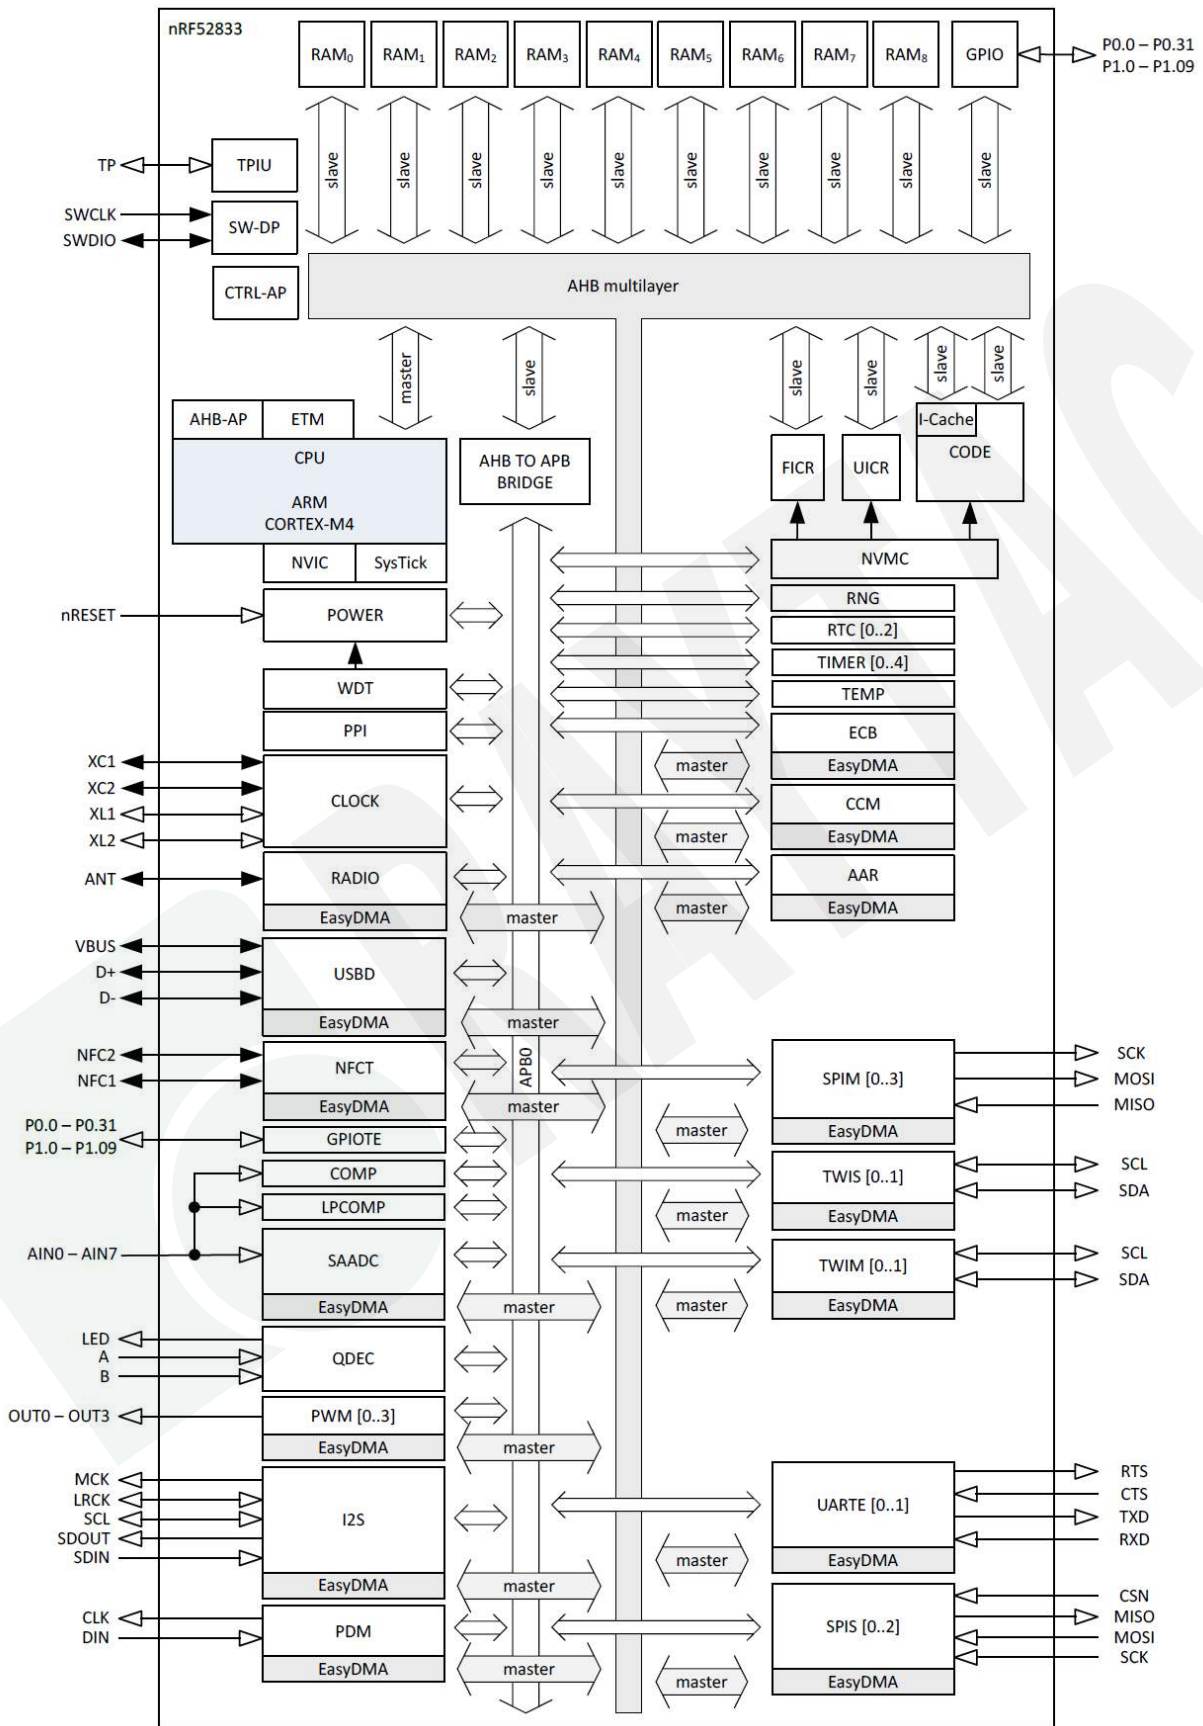 nRF52833
RAM0 RAM1 RAM2 RAM3 RAM4 RAM5 RAM6 RAM7 RAM8 GPIO
P0.0 – P0.31
P1.0 – P1.09
slave slave slave slave slave slave slave slave slave slave
TP TPIU
SWCLK
SWDIO
SW-DP
CTRL-AP
AHB multilayer
master slave slave slave slave slave
AHB-AP ETM
CPU
ARM
CORTEX-M4
NVIC SysTick
AHB TO APB
BRIDGE
FICR UICR
I-Cache
CODE
NVMC
nRESET POWER
RNG
RTC [0..2]
TIMER [0..4]
WDT
TEMP
PPI
ECB
master EasyDMA
XC1
XC2
XL1
XL2
CLOCK
CCM
master EasyDMA
ANT RADIO
EasyDMA master
AAR
master EasyDMA
VBUS
D+
D-
USBD
EasyDMA master
APB0
NFC2
NFC1
NFCT
EasyDMA master
SPIM [0..3]
master EasyDMA
SCK
MOSI
MISO
P0.0 – P0.31
P1.0 – P1.09
GPIOTE
COMP
LPCOMP
TWIS [0..1]
master EasyDMA
SCL
SDA
AIN0 – AIN7 SAADC
EasyDMA master
TWIM [0..1]
master EasyDMA
SCL
SDA
LED
A
B
QDEC
OUT0 – OUT3 PWM [0..3]
EasyDMA master
MCK
LRCK
SCL
SDOUT
SDIN
I2S
EasyDMA master
UARTE [0..1]
master EasyDMA
RTS
CTS
TXD
RXD
CLK
DIN
PDM
EasyDMA master
SPIS [0..2]
master EasyDMA
CSN
MISO
MOSI
SCK
RAYTAC